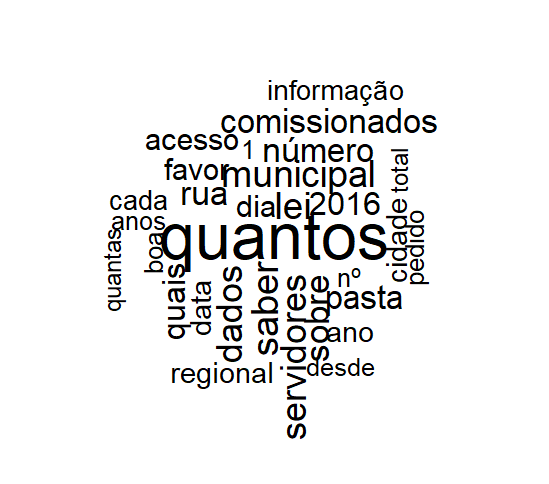 informação
comissionados
acesso 1 número
favor municipal total
cada rua dia lei 2016
anos
quantos
quantas boa cidade pedido
quais data dados saber servidores sobre nº pasta
ano
regional desde